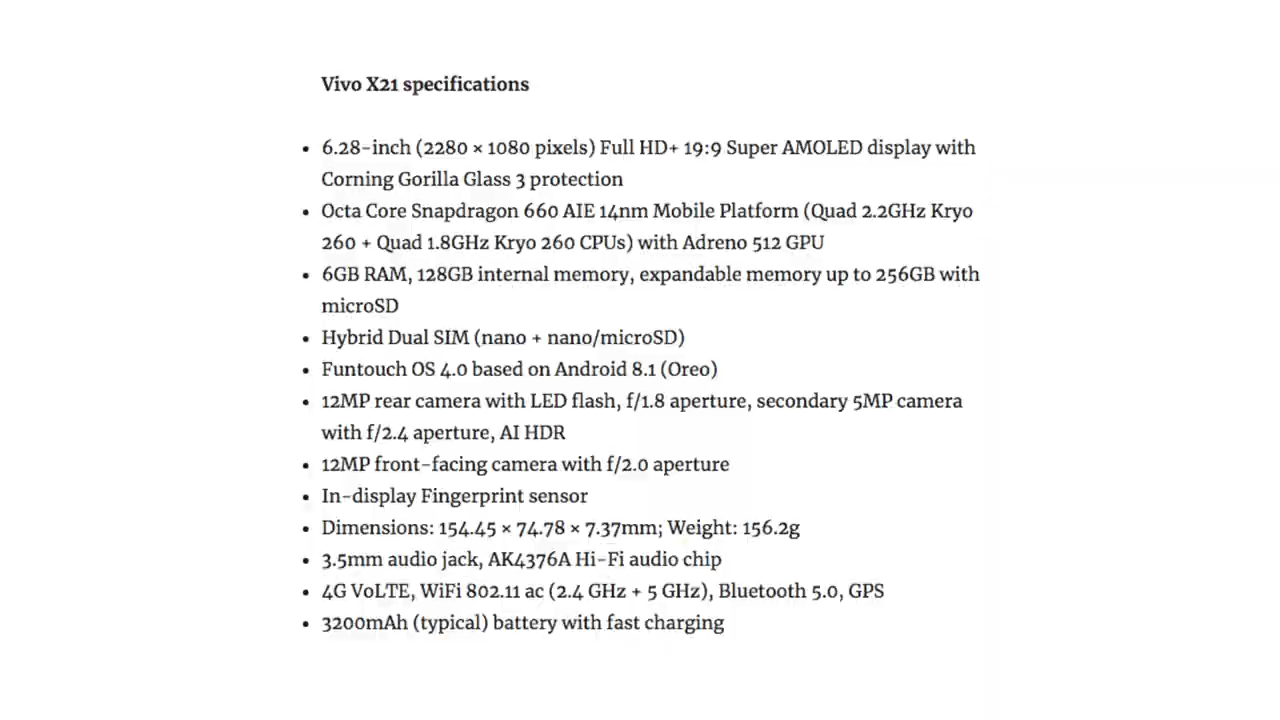 Vivo X21 specifications
• 6.28-inch (2280 × 1080 pixels) Full HD+ 19:9 Super AMOLED display with
Corning Gorilla Glass 3 protection
• Octa Core Snapdragon 660 AIE 14nm Mobile Platform (Quad 2.2GHz Kryo
260 + Quad 1.8GHz Kryo 260 CPUs) with Adreno 512 GPU
• 6GB RAM, 128GB internal memory, expandable memory up to 256GB with
microSD
• Hybrid Dual SIM (nano + nano/microSD)
• Funtouch OS 4.0 based on Android 8.1 (Oreo)
• 12MP rear camera with LED flash, f/1.8 aperture, secondary 5MP camera
with f/2.4 aperture, AI HDR
• 12MP front-facing camera with f/2.0 aperture
• In-display Fingerprint sensor
• Dimensions: 154.45 × 74.78 × 7.37mm; Weight: 156.2g
• 3.5mm audio jack, AK4376A Hi-Fi audio chip
• 4G VoLTE, WiFi 802.11 ac (2.4 GHz + 5 GHz), Bluetooth 5.0, GPS
• 3200mAh (typical) battery with fast charging